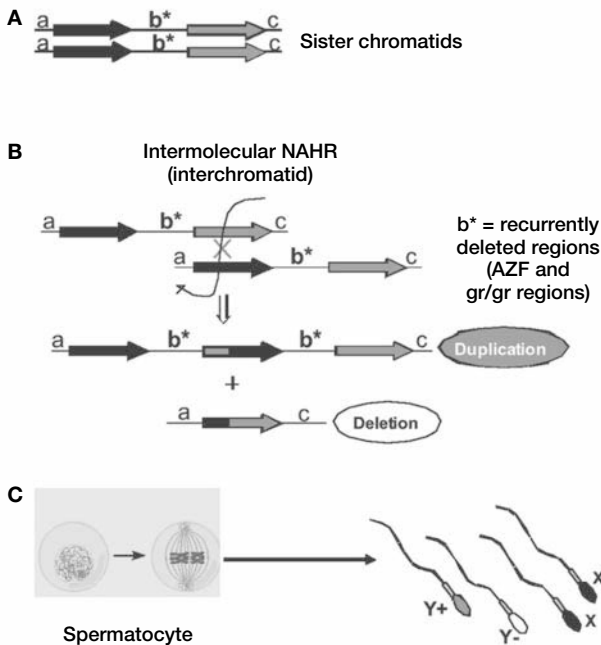 A
a b* c
a b* c
Sister chromatids
B
Intermolecular NAHR
(interchromatid)
a b* c
a b* c
b* = recurrently
deleted regions
(AZF and
gr/gr regions)
a b* b* c
Duplication
+
a c
Deletion
C
Spermatocyte
Y+
Y-
X
X